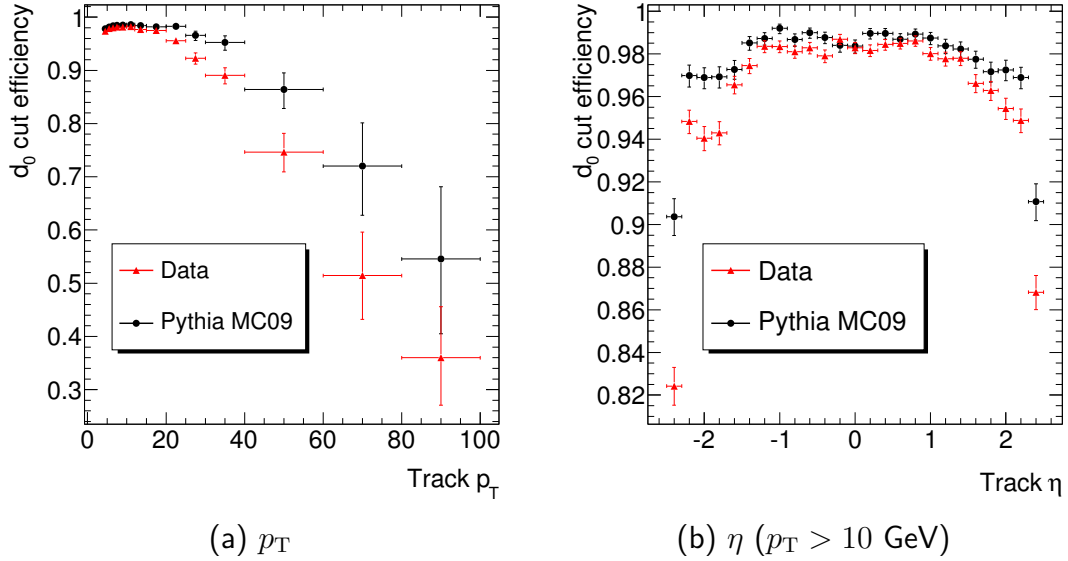 d₀ cut efficiency
1
0.9
0.8
0.7
0.6
0.5
0.4
0.3
Data
Pythia MC09
0 20 40 60 80 100
Track p_T
(a) p_T
d₀ cut efficiency
1
0.98
0.96
0.94
0.92
0.9
0.88
0.86
0.84
0.82
Data
Pythia MC09
-2 -1 0 1 2
Track η
(b) η (p_T > 10 GeV)